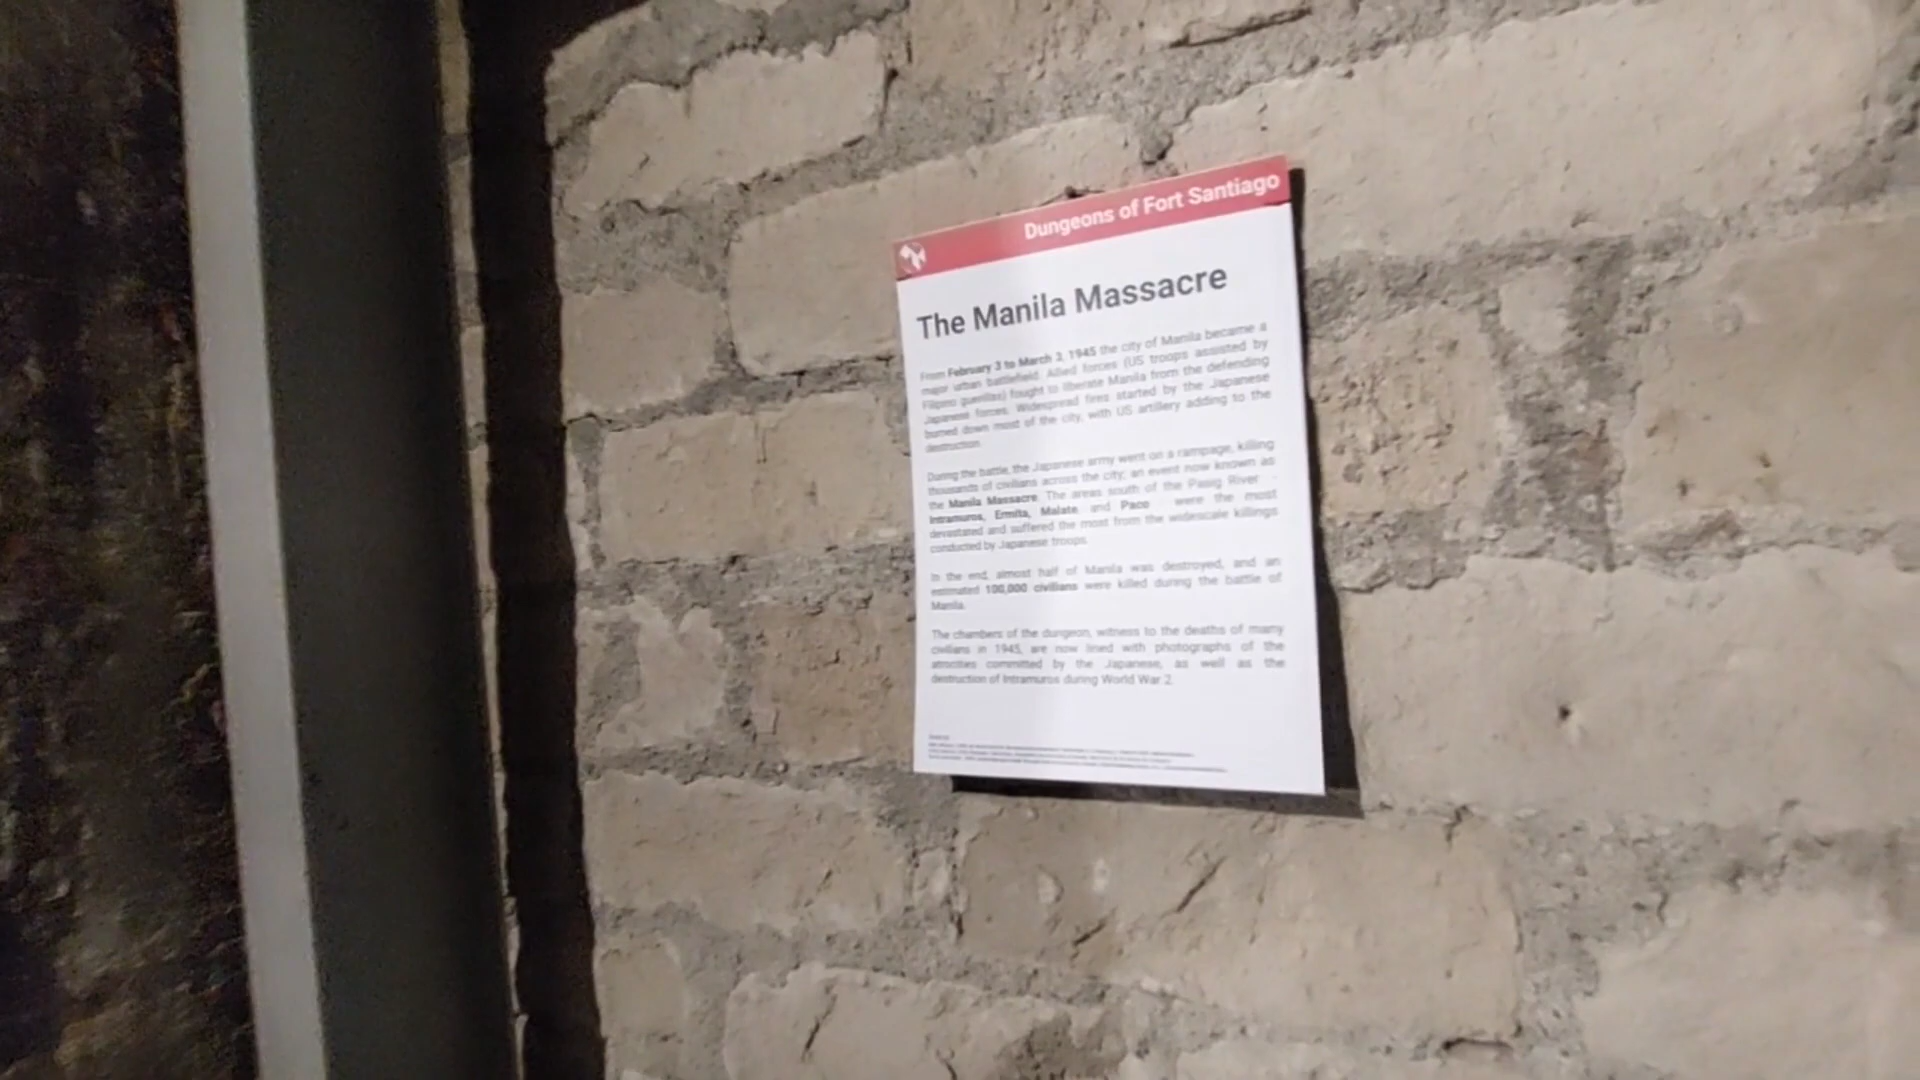 Dungeons of Fort Santiago
The Manila Massacre
From February 3 to March 3, 1945 the city of Manila became a
major urban battlefield. Allied forces (US troops assisted by
Filipino guerillas) fought to liberate Manila from the defending
Japanese forces. Widespread fires started by the Japanese
burned down most of the city, with US artillery adding to the
destruction.
During the battle, the Japanese army went on a rampage, killing
thousands of civilians across the city; an event now known as
the Manila Massacre. The areas south of the Pasig River -
Intramuros, Ermita, Malate, and Paco were the most
devastated and suffered the most from the widescale killings
conducted by Japanese troops.
In the end, almost half of Manila was destroyed, and an
estimated 100,000 civilians were killed during the battle of
Manila.
The chambers of the dungeon, witness to the deaths of many
civilians in 1945, are now lined with photographs of the
atrocities committed by the Japanese, as well as the
destruction of Intramuros during World War 2.